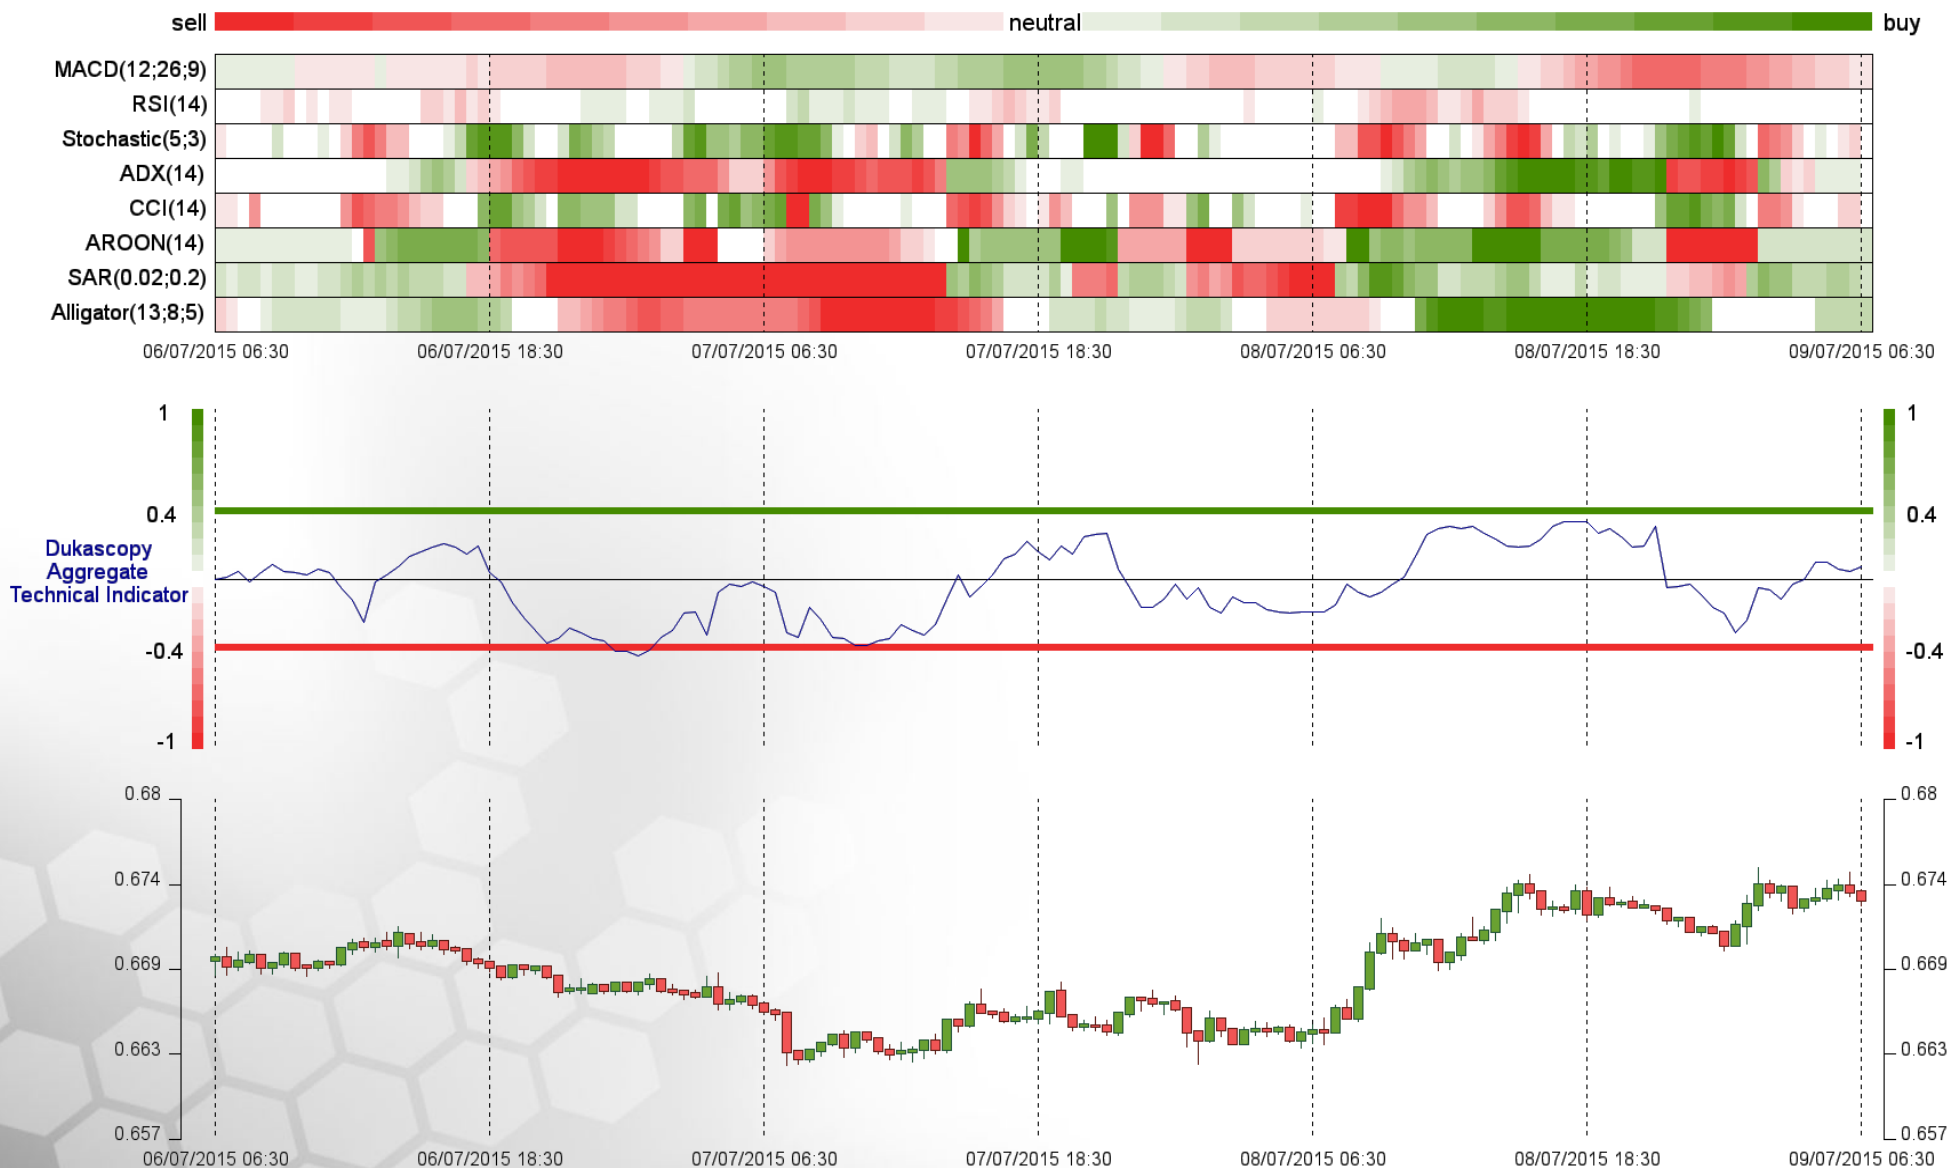 sell neutral buy
MACD(12;26;9)
RSI(14)
Stochastic(5;3)
ADX(14)
CCI(14)
AROON(14)
SAR(0.02;0.2)
Alligator(13;8;5)
06/07/2015 06:30 06/07/2015 18:30 07/07/2015 06:30 07/07/2015 18:30 08/07/2015 06:30 08/07/2015 18:30 09/07/2015 06:30
1 1
0.4 0.4
Dukascopy
Aggregate
Technical Indicator
-0.4 -0.4
-1 -1
0.68 0.68
0.674 0.674
0.669 0.669
0.663 0.663
0.657 0.657
06/07/2015 06:30 06/07/2015 18:30 07/07/2015 06:30 07/07/2015 18:30 08/07/2015 06:30 08/07/2015 18:30 09/07/2015 06:30